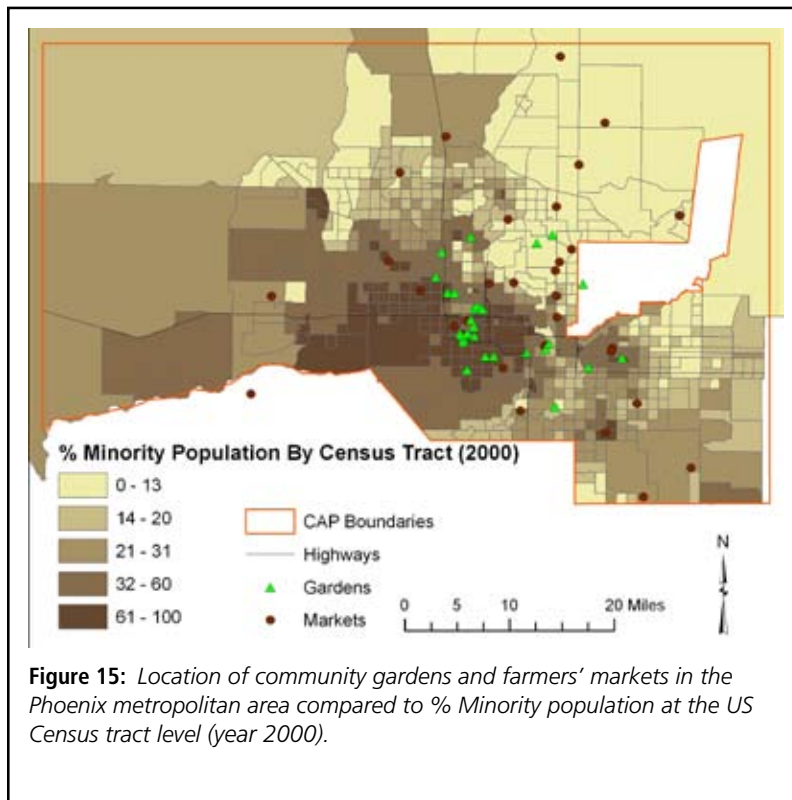 % Minority Population By Census Tract (2000)
0 - 13
14 - 20
21 - 31
32 - 60
61 - 100
CAP Boundaries
Highways
Gardens
Markets
N
0 5 10 20 Miles
Figure 15: Location of community gardens and farmers’ markets in the
Phoenix metropolitan area compared to % Minority population at the US
Census tract level (year 2000).